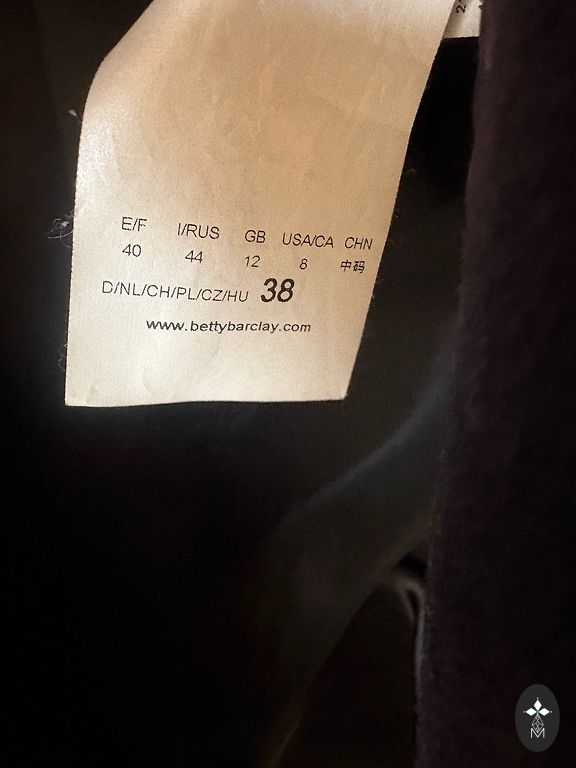 E/F I/RUS GB USA/CA CHN
40 44 12 8 中码
D/NL/CH/PL/CZ/HU 38
www.bettybarclay.com